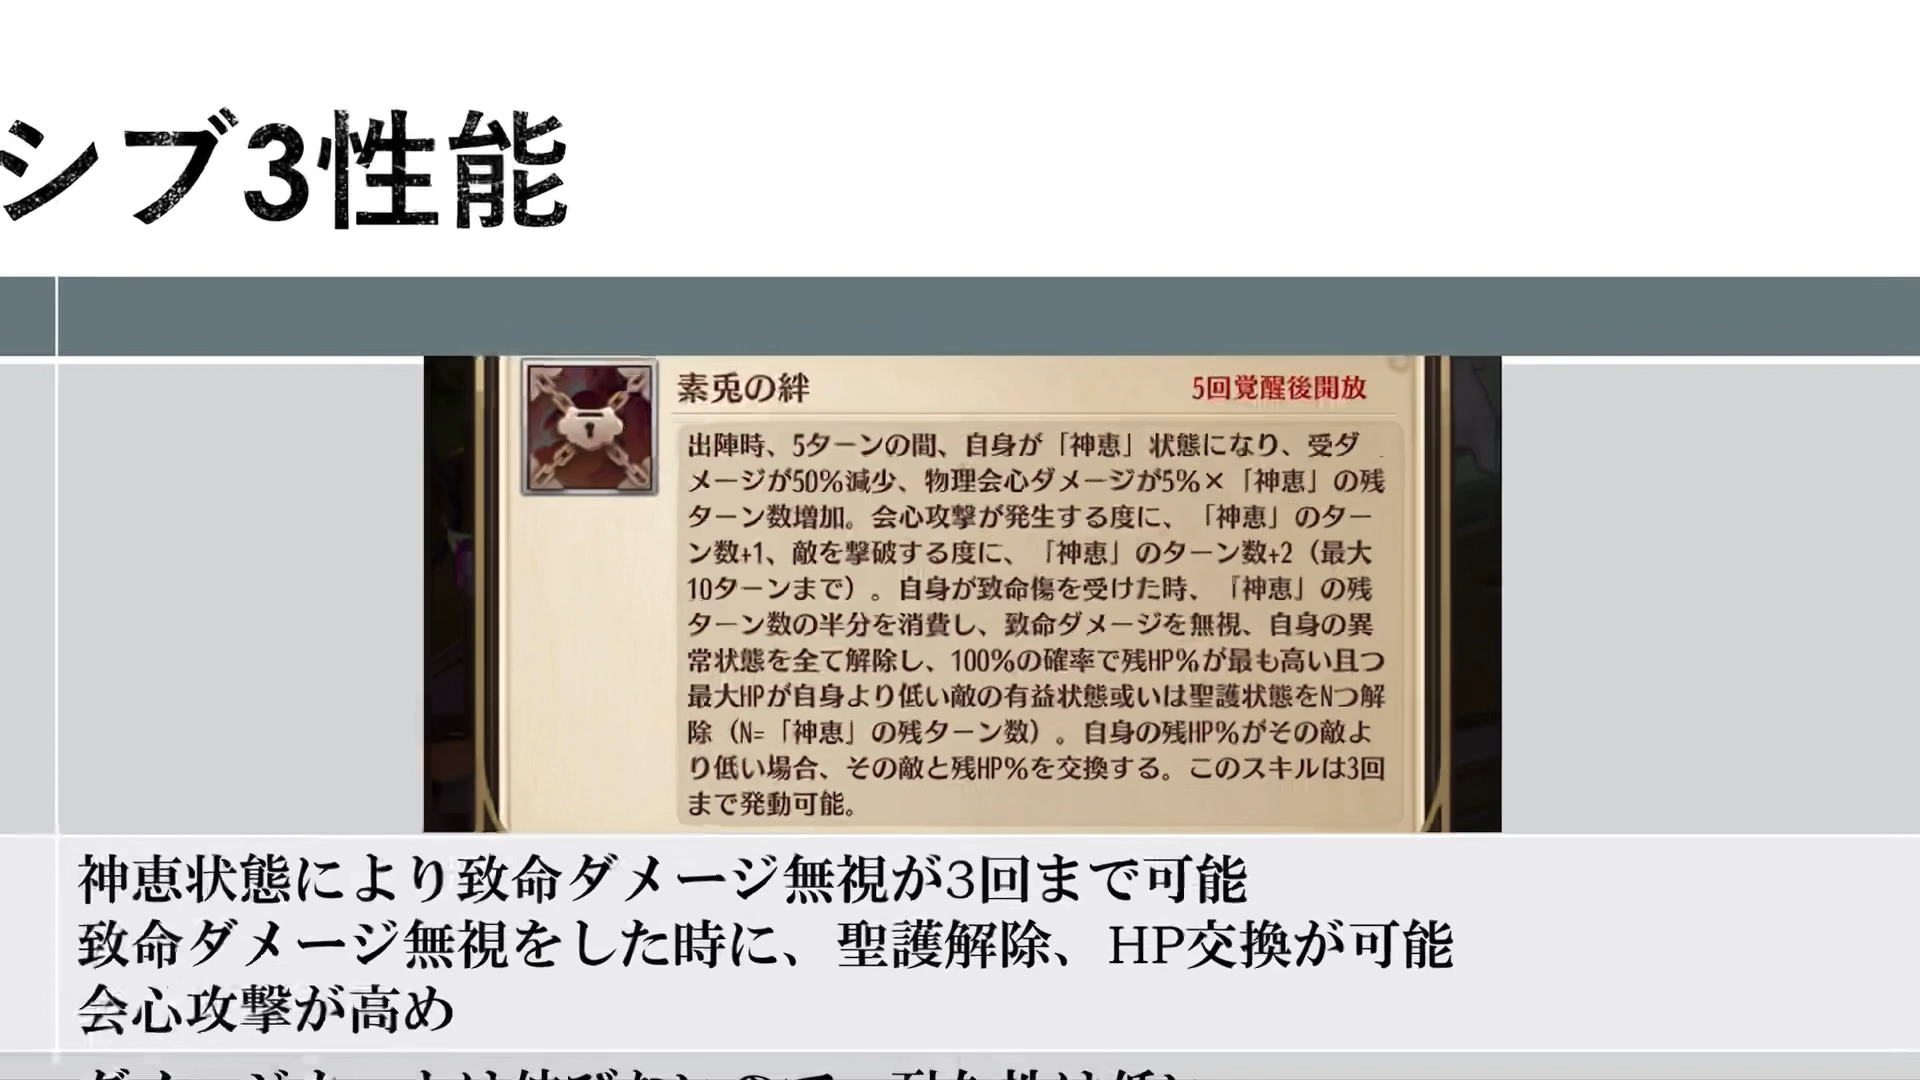 シブ3性能
素兎の絆
5回覚醒後開放
出陣時、5ターンの間、自身が「神恵」状態になり、受ダ
メージが50%減少、物理会心ダメージが5%×「神恵」の残
ターン数増加。会心攻撃が発生する度に、「神恵」のター
ン数+1、敵を撃破する度に、「神恵」のターン数+2（最大
10ターンまで）。自身が致命傷を受けた時、「神恵」の残
ターン数の半分を消費し、致命ダメージを無視、自身の異
常状態を全て解除し、100%の確率で残HP%が最も高い且つ
最大HPが自身より低い敵の有益状態或いは聖護状態をNつ解
除（N=「神恵」の残ターン数）。自身の残HP%がその敵よ
り低い場合、その敵と残HP%を交換する。このスキルは3回
まで発動可能。
神恵状態により致命ダメージ無視が3回まで可能
致命ダメージ無視をした時に、聖護解除、HP交換が可能
会心攻撃が高め